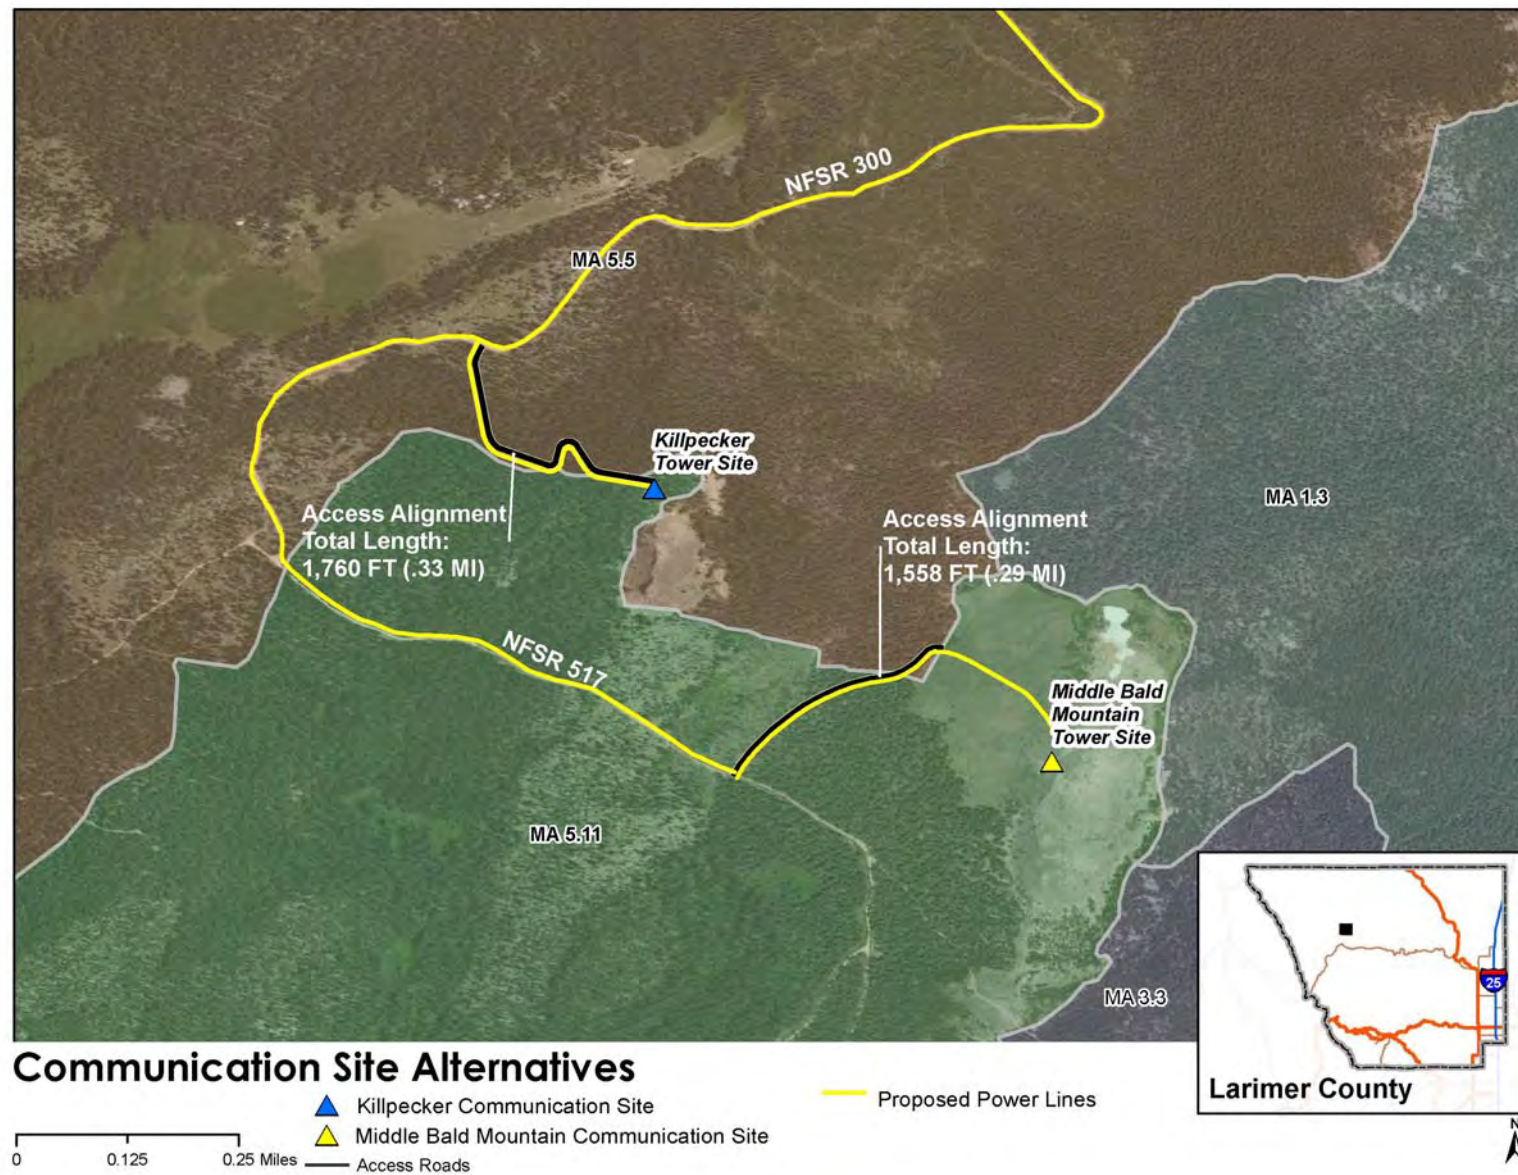 NFSR 300
MA 5.5
Killpecker
Tower Site
MA 1.3
Access Alignment
Total Length:
1,760 FT (.33 MI)
Access Alignment
Total Length:
1,558 FT (.29 MI)
NFSR 517
Middle Bald
Mountain
Tower Site
MA 5.11
MA 3.3
25
Larimer County
Communication Site Alternatives
Killpecker Communication Site
Middle Bald Mountain Communication Site
Access Roads
Proposed Power Lines
0 0.125 0.25 Miles
N